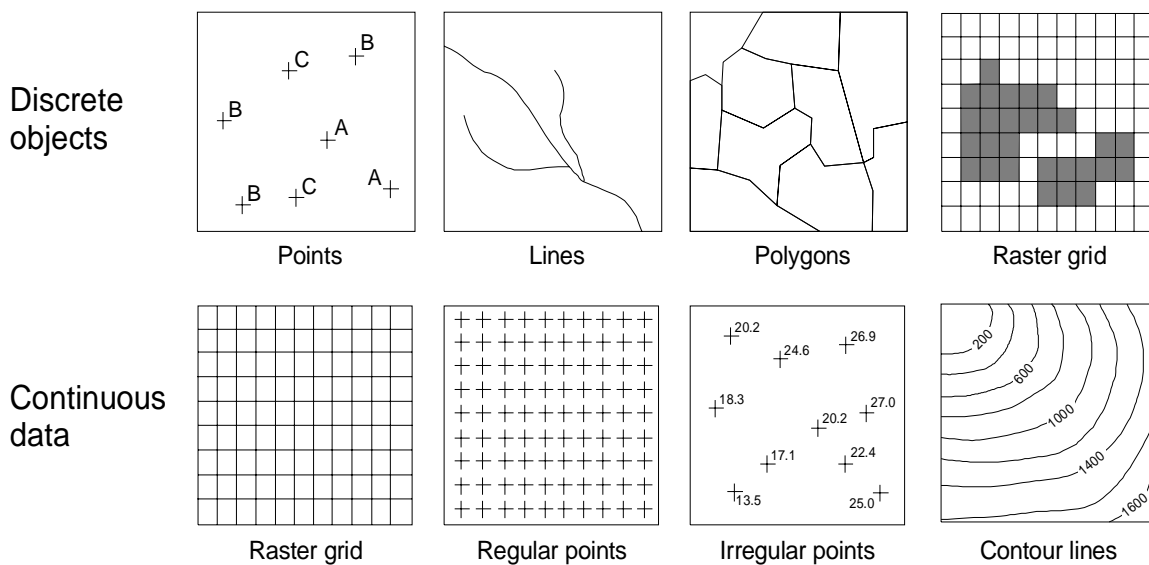 Discrete
objects
C
B
B
A
A
B
C
Points
Lines
Polygons
Raster grid
Continuous
data
Raster grid
Regular points
20.2
24.6
26.9
18.3
27.0
20.2
17.1
22.4
13.5
25.0
Irregular points
200
600
1000
1400
1600
Contour lines